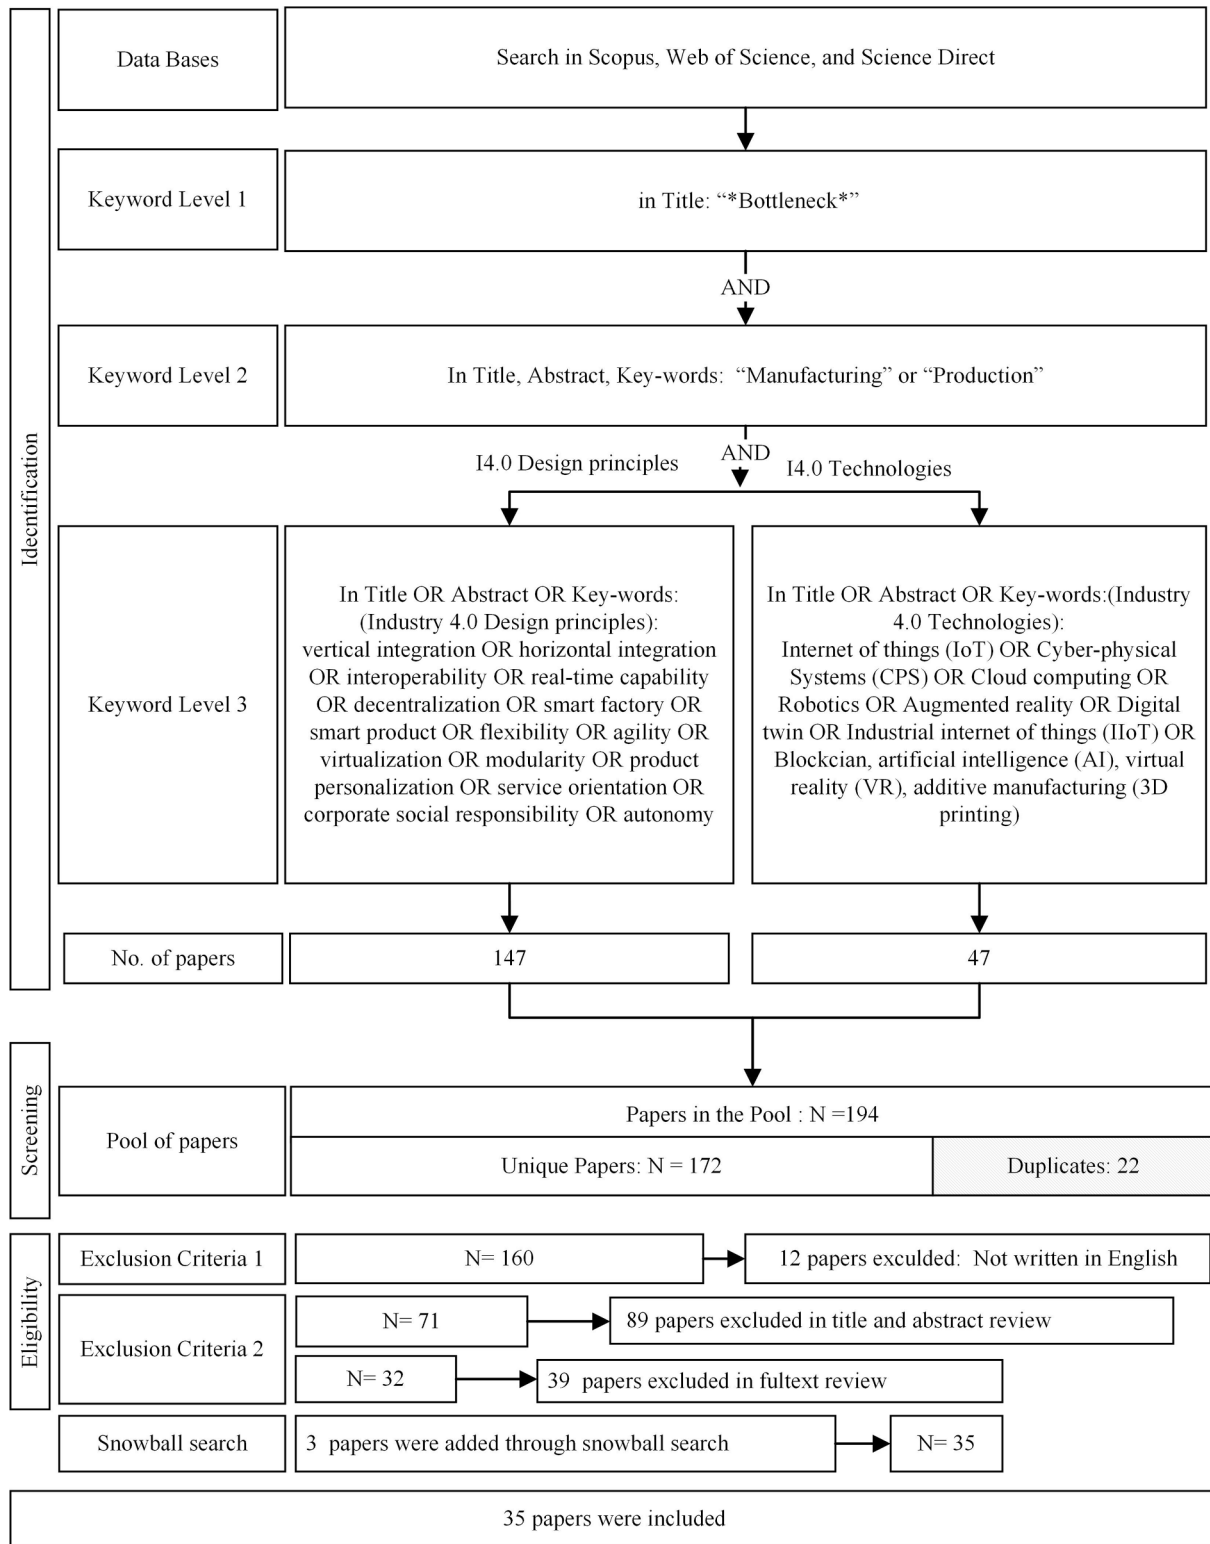 Data Bases
Search in Scopus, Web of Science, and Science Direct
Keyword Level 1
in Title: “*Bottleneck*”
AND
Keyword Level 2
In Title, Abstract, Key-words: “Manufacturing” or “Production”
AND
I4.0 Design principles
I4.0 Technologies
Idecntification
Keyword Level 3
In Title OR Abstract OR Key-words:
(Industry 4.0 Design principles):
vertical integration OR horizontal integration
OR interoperability OR real-time capability
OR decentralization OR smart factory OR
smart product OR flexibility OR agility OR
virtualization OR modularity OR product
personalization OR service orientation OR
corporate social responsibility OR autonomy
In Title OR Abstract OR Key-words:(Industry
4.0 Technologies):
Internet of things (IoT) OR Cyber-physical
Systems (CPS) OR Cloud computing OR
Robotics OR Augmented reality OR Digital
twin OR Industrial internet of things (IIoT) OR
Blockcian, artificial intelligence (AI), virtual
reality (VR), additive manufacturing (3D
printing)
No. of papers
147
47
Screening
Pool of papers
Papers in the Pool : N =194
Unique Papers: N = 172
Duplicates: 22
Eligibility
Exclusion Criteria 1
N= 160
12 papers exculded: Not written in English
Exclusion Criteria 2
N= 71
89 papers excluded in title and abstract review
N= 32
39 papers excluded in fultext review
Snowball search
3 papers were added through snowball search
N= 35
35 papers were included